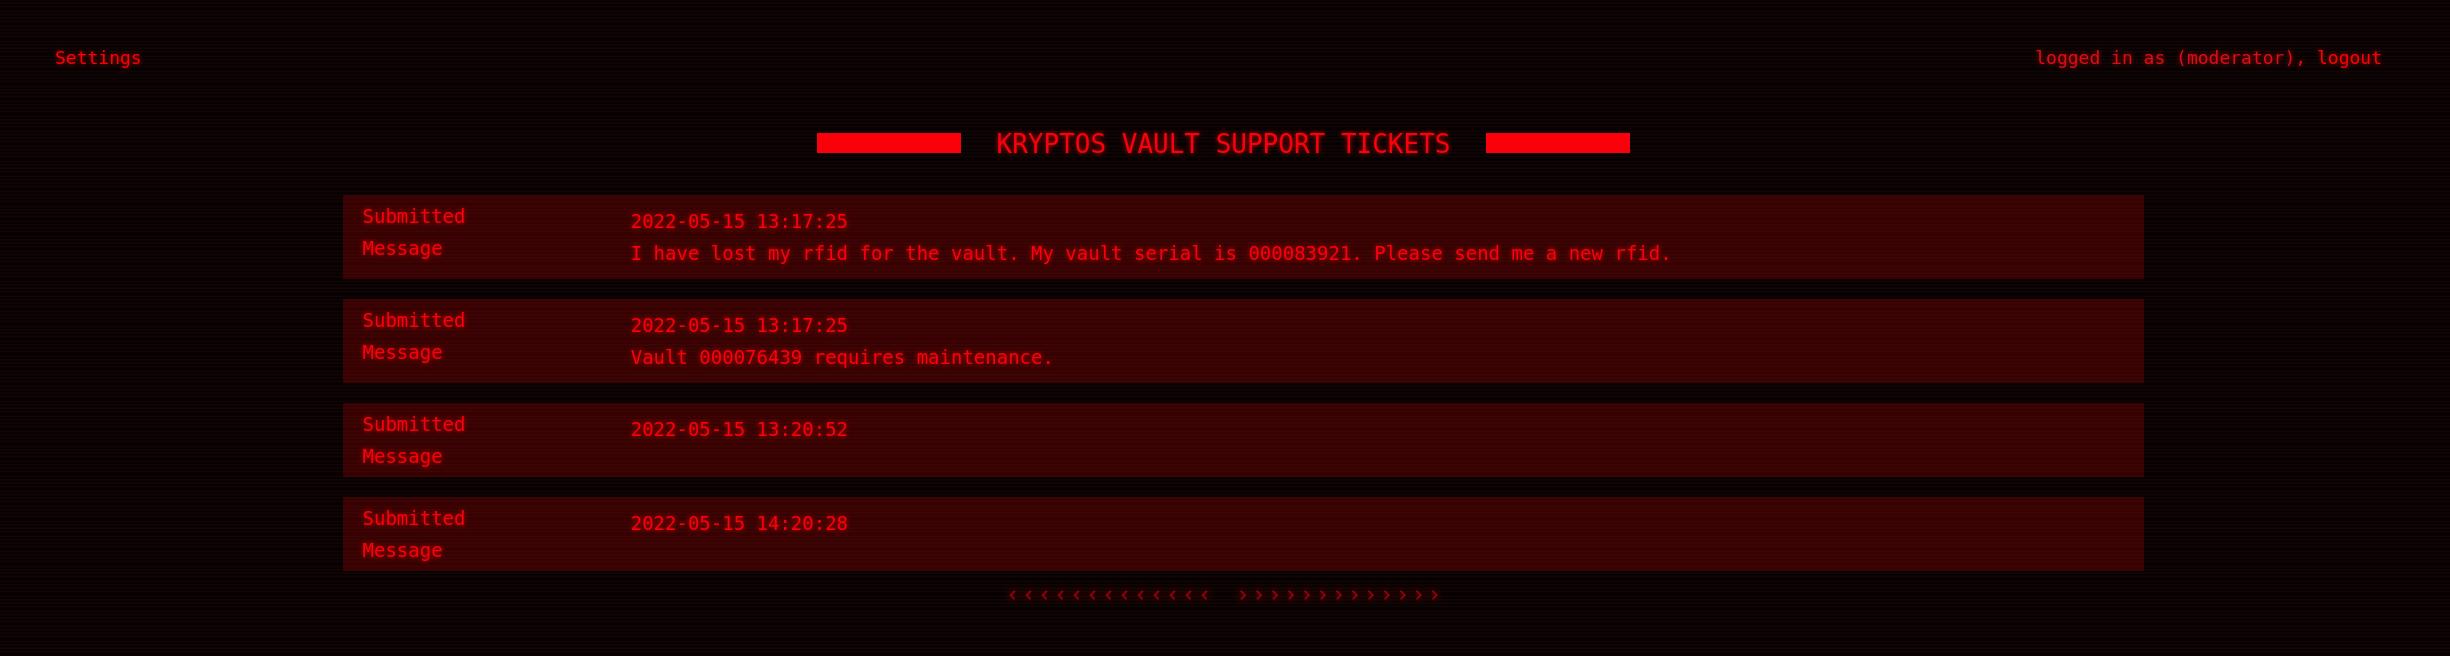 Settings
logged in as (moderator), logout
KRYPTOS VAULT SUPPORT TICKETS
Submitted 2022-05-15 13:17:25
Message I have lost my rfid for the vault. My vault serial is 000083921. Please send me a new rfid.
Submitted 2022-05-15 13:17:25
Message Vault 000076439 requires maintenance.
Submitted 2022-05-15 13:20:52
Message
Submitted 2022-05-15 14:20:28
Message
‹‹‹‹‹‹‹‹‹‹‹‹‹ ›››››››››››››